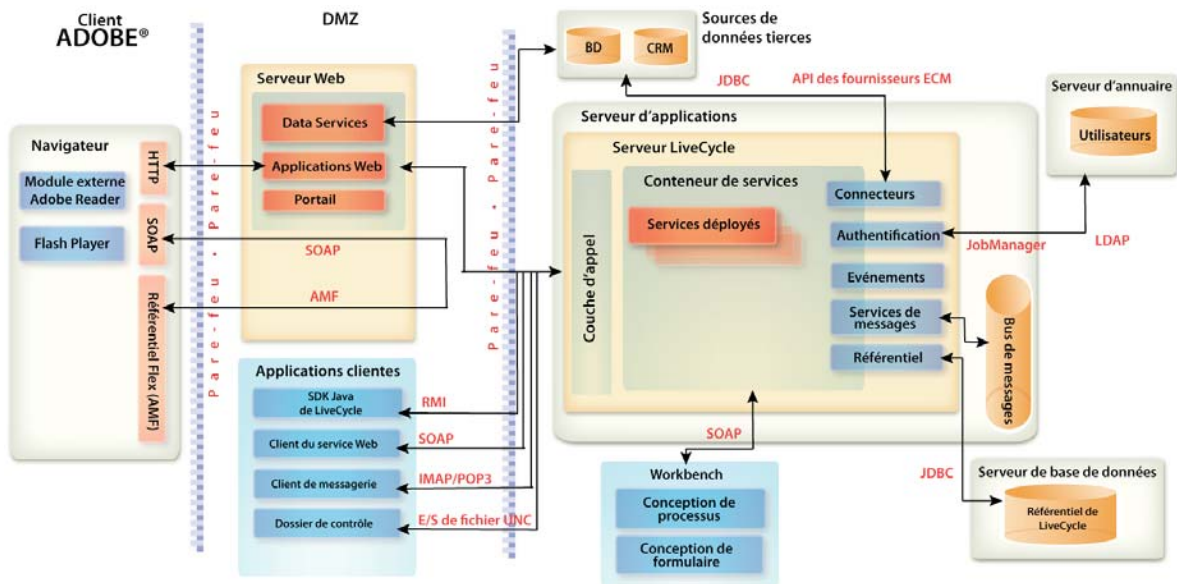 Client
ADOBE®
Navigateur
Module externe
Adobe Reader
Flash Player
HTTP
SOAP
Référentiel Flex (AMF)
Pare-feu • Pare-feu
DMZ
Serveur Web
Data Services
Applications Web
Portail
SOAP
AMF
Applications clientes
SDK Java
de LiveCycle
Client du service Web
Client de messagerie
Dossier de contrôle
RMI
SOAP
IMAP/POP3
E/S de fichier UNC
Pare-feu • Pare-feu
Sources de
données tierces
BD
CRM
JDBC
API des fournisseurs ECM
Serveur d'applications
Serveur LiveCycle
Couche d'appel
Conteneur de services
Services déployés
Connecteurs
Authentification
Evénements
Services de
messages
Référentiel
JobManager
LDAP
Serveur d'annuaire
Utilisateurs
Bus de messages
SOAP
Workbench
Conception de
processus
Conception de
formulaire
JDBC
Serveur de base de données
Référentiel de
LiveCycle